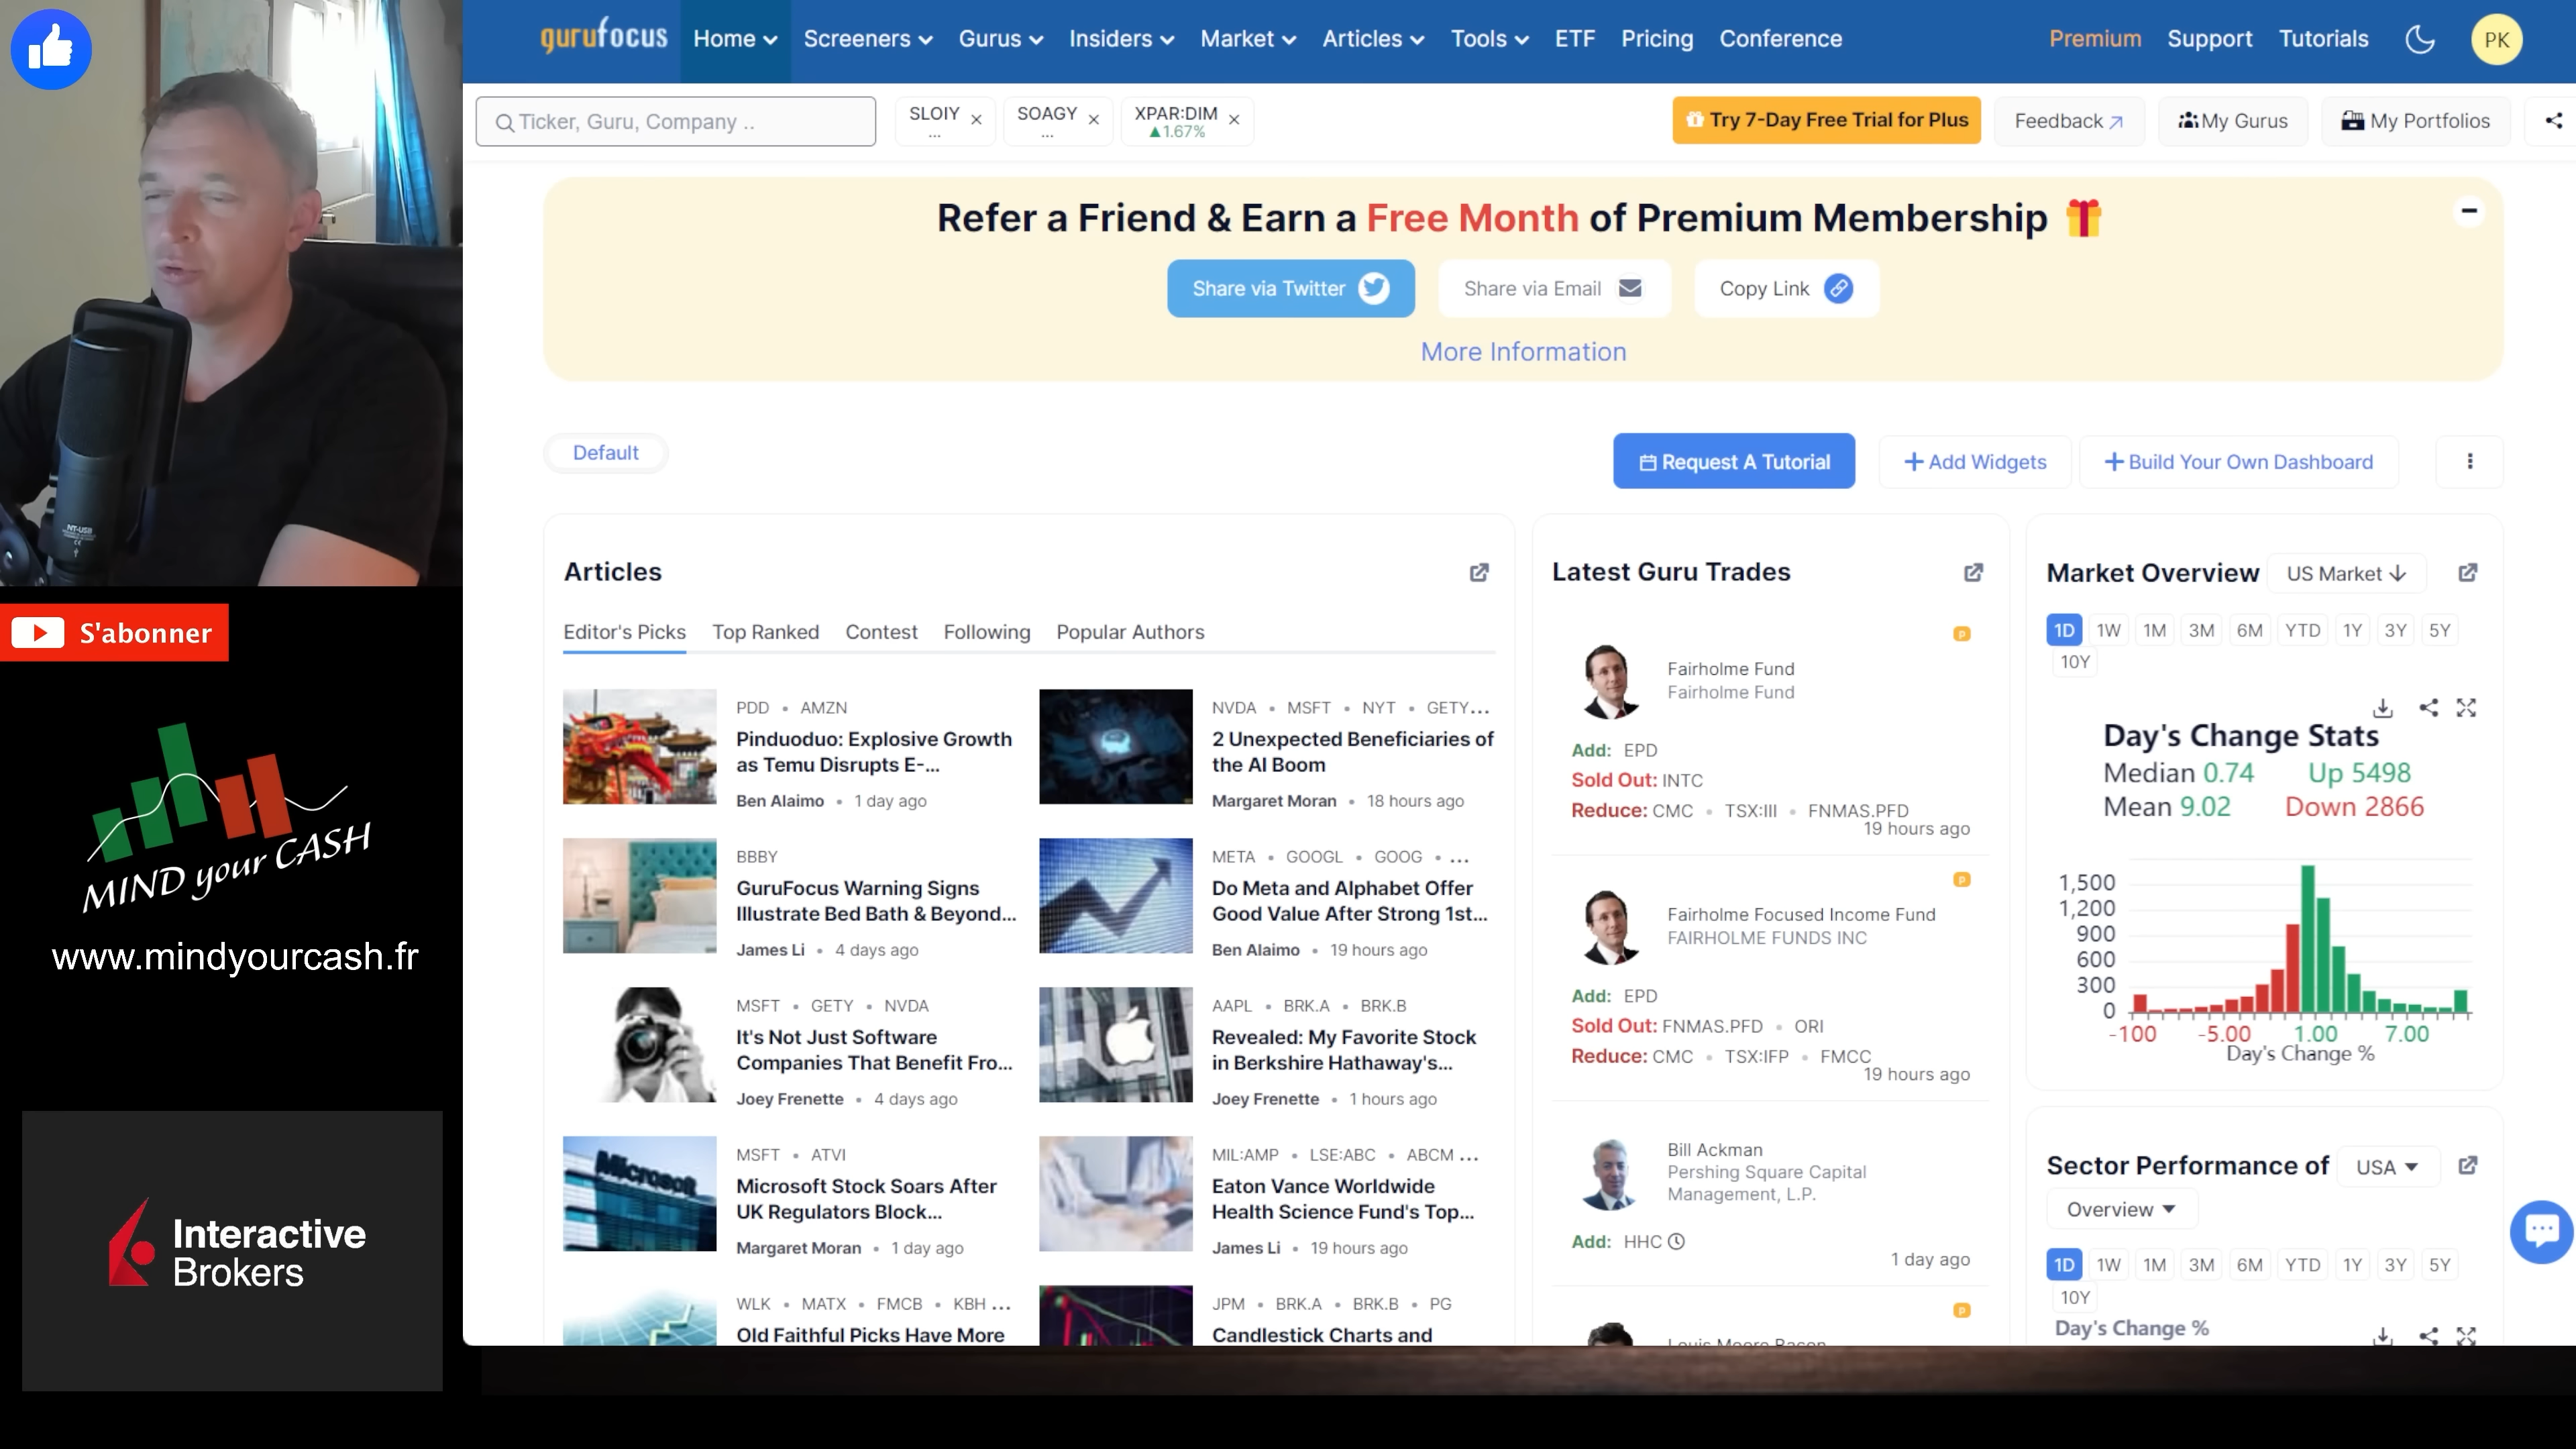 gurufocus
Home
Screeners
Gurus
Insiders
Market
Articles
Tools
ETF
Pricing
Conference
Premium
Support
Tutorials
PK
Ticker, Guru, Company ..
SLOIY ×
...
SOAGY ×
...
XPAR:DIM ×
▲1.67%
Try 7-Day Free Trial for Plus
Feedback
My Gurus
My Portfolios
Refer a Friend & Earn a Free Month of Premium Membership
Share via Twitter
Share via Email
Copy Link
More Information
Default
Request A Tutorial
+ Add Widgets
+ Build Your Own Dashboard
Articles
Editor's Picks
Top Ranked
Contest
Following
Popular Authors
PDD • AMZN
Pinduoduo: Explosive Growth
as Temu Disrupts E-...
Ben Alaimo • 1 day ago
NVDA • MSFT • NYT • GETY...
2 Unexpected Beneficiaries of
the AI Boom
Margaret Moran • 18 hours ago
BBBY
GuruFocus Warning Signs
Illustrate Bed Bath & Beyond...
James Li • 4 days ago
META • GOOGL • GOOG • ...
Do Meta and Alphabet Offer
Good Value After Strong 1st...
Ben Alaimo • 19 hours ago
MSFT • GETY • NVDA
It's Not Just Software
Companies That Benefit Fro...
Joey Frenette • 4 days ago
AAPL • BRK.A • BRK.B
Revealed: My Favorite Stock
in Berkshire Hathaway's...
Joey Frenette • 1 hours ago
Microsoft
MSFT • ATVI
Microsoft Stock Soars After
UK Regulators Block...
Margaret Moran • 1 day ago
MIL:AMP • LSE:ABC • ABCM ...
Eaton Vance Worldwide
Health Science Fund's Top...
James Li • 19 hours ago
WLK • MATX • FMCB • KBH ...
Old Faithful Picks Have More
JPM • BRK.A • BRK.B • PG
Candlestick Charts and
Latest Guru Trades
P
Fairholme Fund
Fairholme Fund
Add: EPD
Sold Out: INTC
Reduce: CMC • TSX:III • FNMAS.PFD
19 hours ago
P
Fairholme Focused Income Fund
FAIRHOLME FUNDS INC
Add: EPD
Sold Out: FNMAS.PFD • ORI
Reduce: CMC • TSX:IFP • FMCC
19 hours ago
Bill Ackman
Pershing Square Capital
Management, L.P.
Add: HHC
1 day ago
P
Louis Moore Bacon
Market Overview
US Market
1D 1W 1M 3M 6M YTD 1Y 3Y 5Y
10Y
Day's Change Stats
Median 0.74 Up 5498
Mean 9.02 Down 2866
1,500
1,200
900
600
300
0
-100 -5.00 1.00 7.00
Day's Change %
Sector Performance of
USA
Overview
1D 1W 1M 3M 6M YTD 1Y 3Y 5Y
10Y
Day's Change %
NT-USB
S'abonner
MIND your CASH
www.mindyourcash.fr
Interactive
Brokers